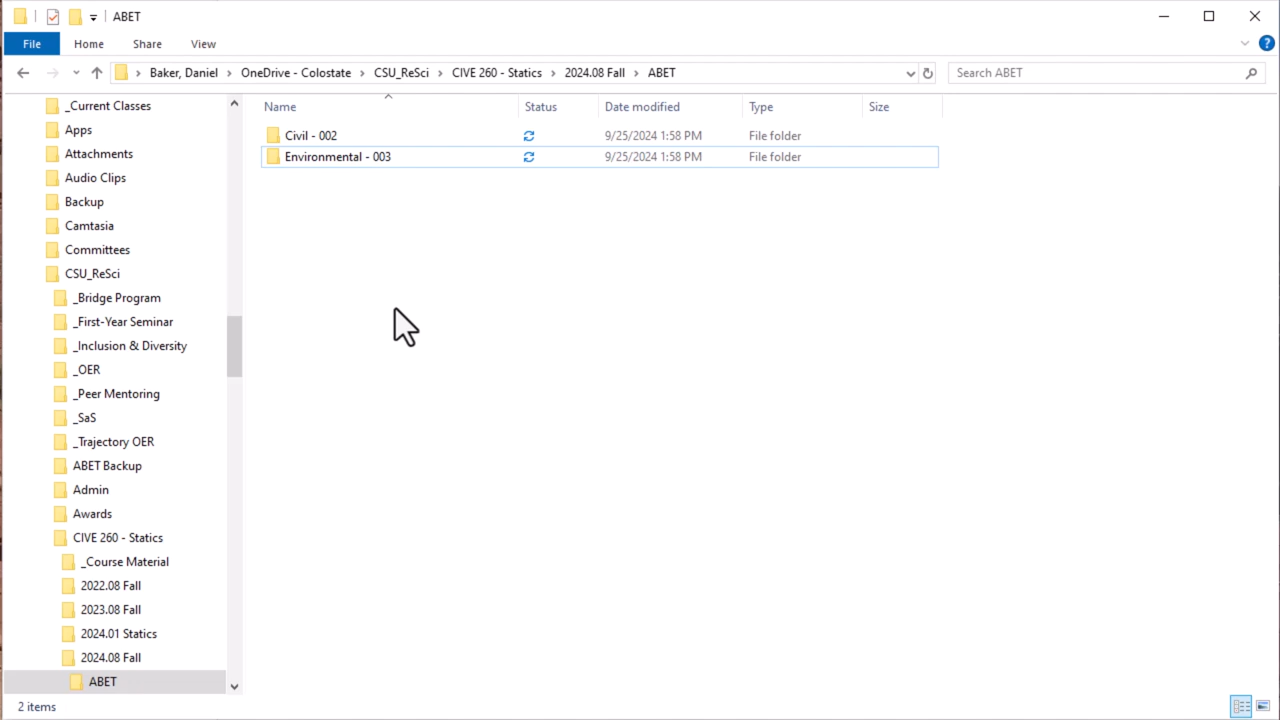 ABET
File Home Share View
Baker, Daniel › OneDrive - Colostate › CSU_ReSci › CIVE 260 - Statics › 2024.08 Fall › ABET
Search ABET
Name Status Date modified Type Size
Civil - 002 9/25/2024 1:58 PM File folder
Environmental - 003 9/25/2024 1:58 PM File folder
_Current Classes
Apps
Attachments
Audio Clips
Backup
Camtasia
Committees
CSU_ReSci
_Bridge Program
_First-Year Seminar
_Inclusion & Diversity
_OER
_Peer Mentoring
_SaS
_Trajectory OER
ABET Backup
Admin
Awards
CIVE 260 - Statics
_Course Material
2022.08 Fall
2023.08 Fall
2024.01 Statics
2024.08 Fall
ABET
2 items